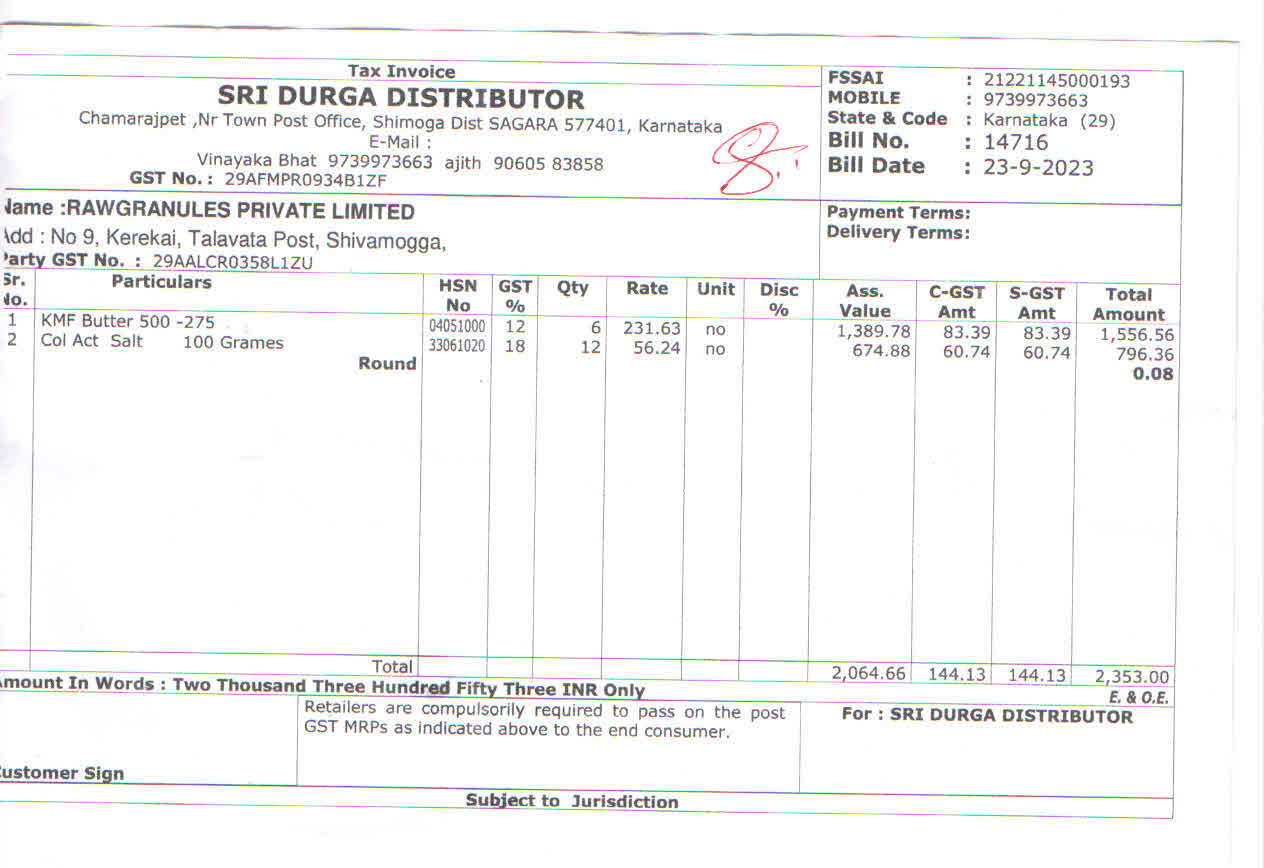 Tax Invoice
SRI DURGA DISTRIBUTOR
Chamarajpet ,Nr Town Post Office, Shimoga Dist SAGARA 577401, Karnataka
E-Mail :
Vinayaka Bhat 9739973663 ajith 90605 83858
GST No. : 29AFMPR0934B1ZF
FSSAI : 21221145000193
MOBILE : 9739973663
State & Code : Karnataka (29)
Bill No. : 14716
Bill Date : 23-9-2023
Name :RAWGRANULES PRIVATE LIMITED
Add : No 9, Kerekai, Talavata Post, Shivamogga,
Party GST No. : 29AALCR0358L1ZU
Payment Terms:
Delivery Terms:
Sr. No. Particulars HSN No GST % Qty Rate Unit Disc % Ass. Value C-GST Amt S-GST Amt Total Amount
1 KMF Butter 500 -275 04051000 12 6 231.63 no 1,389.78 83.39 83.39 1,556.56
2 Col Act Salt 100 Grames 33061020 18 12 56.24 no 674.88 60.74 60.74 796.36
Round 0.08
Total 2,064.66 144.13 144.13 2,353.00
Amount In Words : Two Thousand Three Hundred Fifty Three INR Only
E. & O.E.
Retailers are compulsorily required to pass on the post
GST MRPs as indicated above to the end consumer.
For : SRI DURGA DISTRIBUTOR
Customer Sign
Subject to Jurisdiction